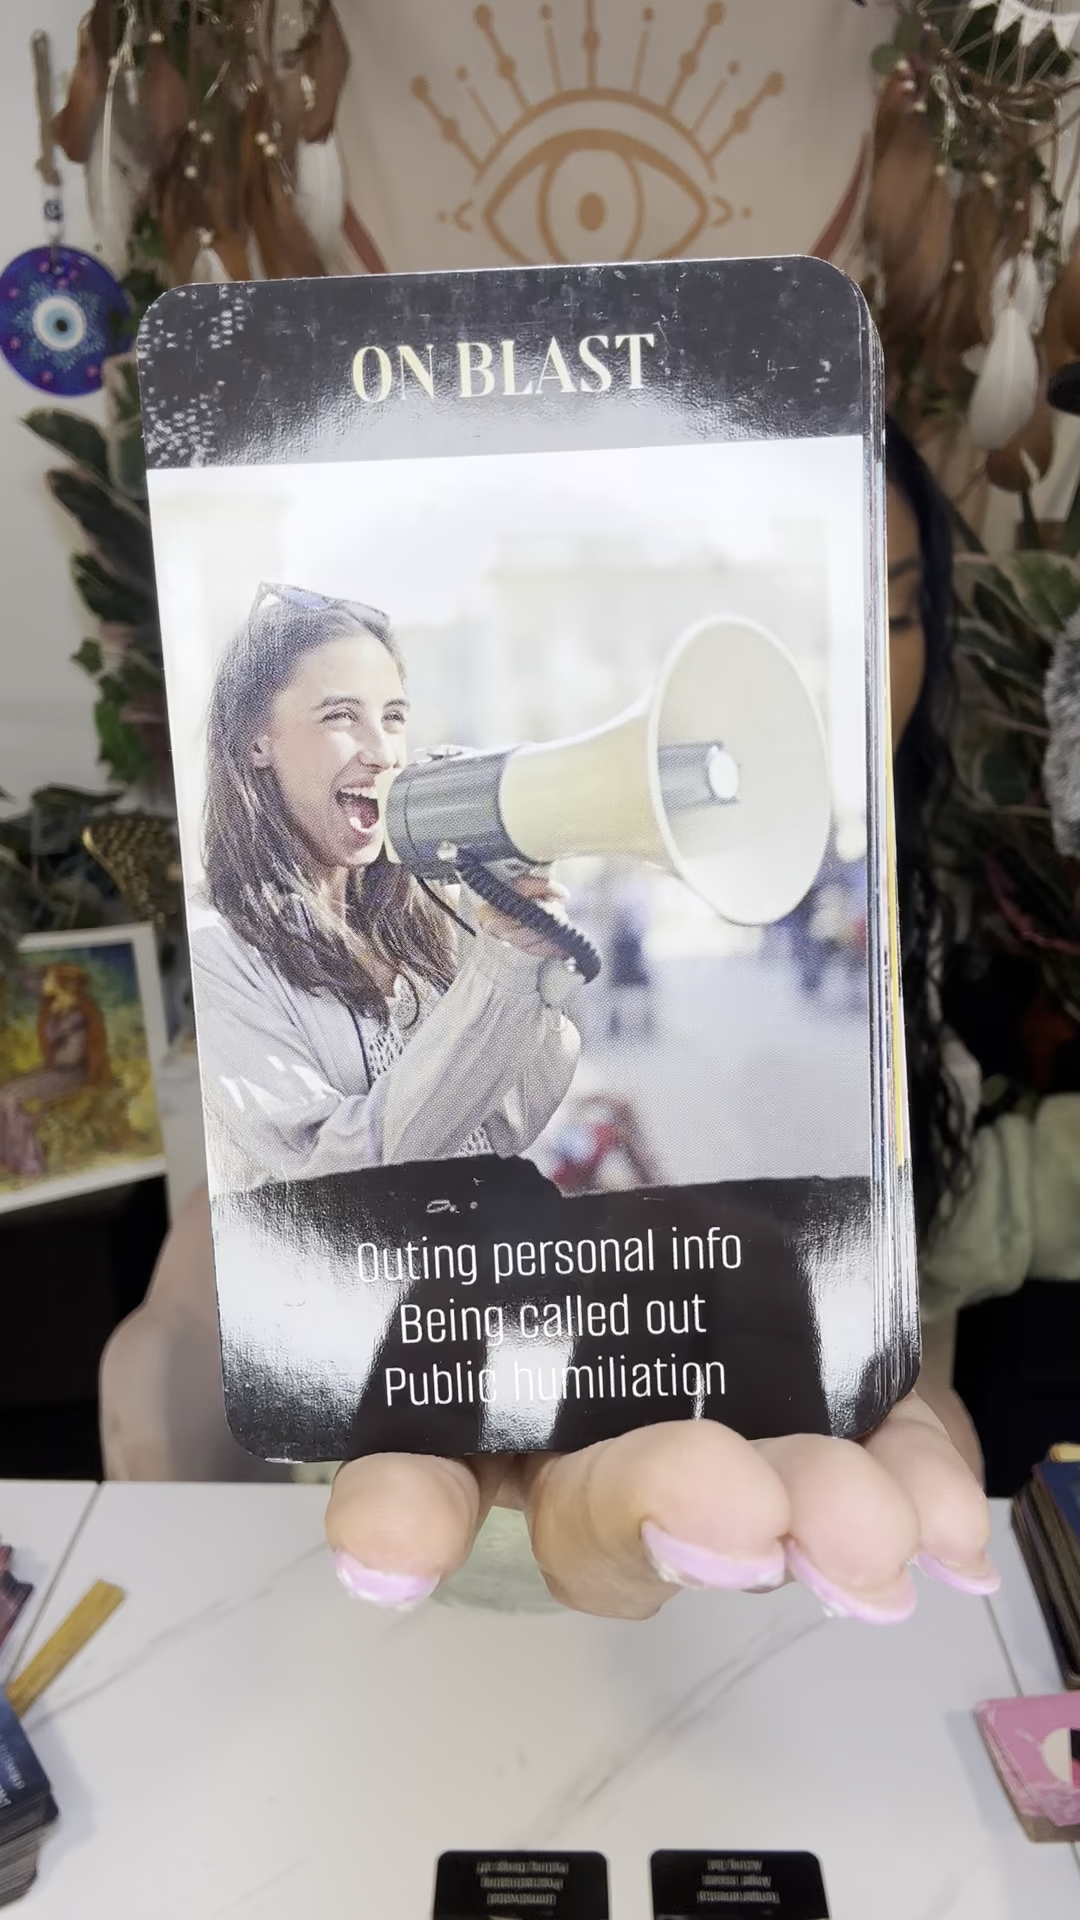 ON BLAST
Outing personal info
Being called out
Public humiliation